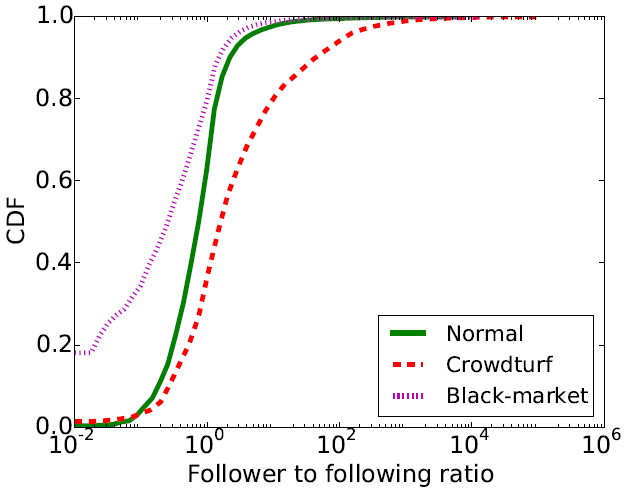 1.0
0.8
0.6
0.4
0.2
0.0
CDF
10^-2
10^0
10^2
10^4
10^6
Follower to following ratio
Normal
Crowdturf
Black-market